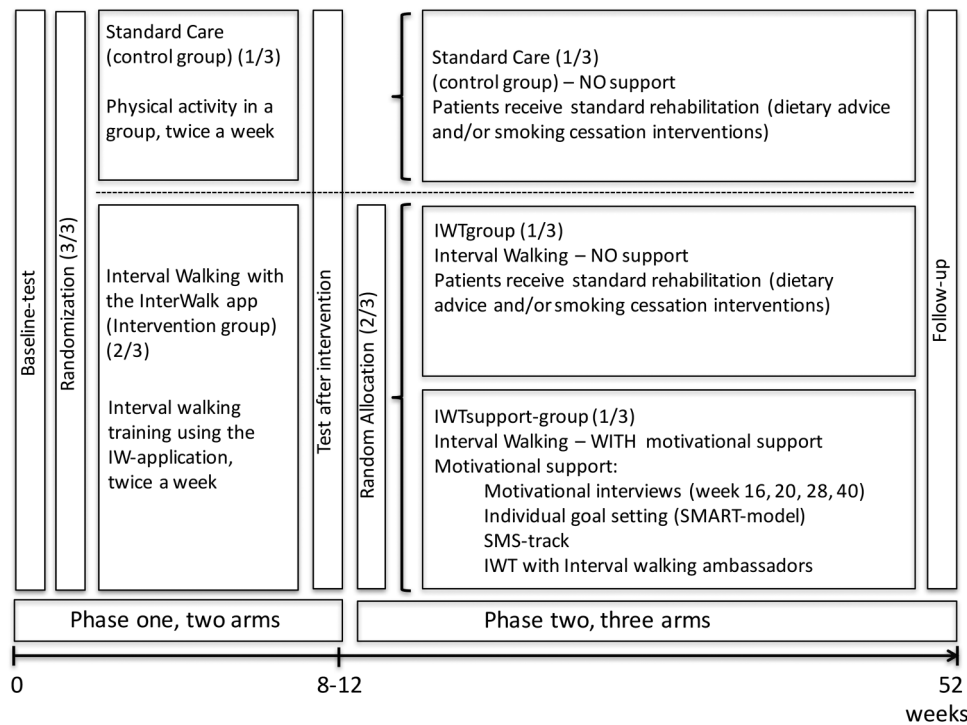 Baseline-test
Randomization (3/3)
Standard Care
(control group) (1/3)
Physical activity in a
group, twice a week
Interval Walking with
the InterWalk app
(Intervention group)
(2/3)
Interval walking
training using the
IW-application,
twice a week
Test after intervention
Random Allocation (2/3)
Standard Care (1/3)
(control group) – NO support
Patients receive standard rehabilitation (dietary advice
and/or smoking cessation interventions)
IWTgroup (1/3)
Interval Walking – NO support
Patients receive standard rehabilitation (dietary
advice and/or smoking cessation interventions)
IWTsupport-group (1/3)
Interval Walking – WITH motivational support
Motivational support:
Motivational interviews (week 16, 20, 28, 40)
Individual goal setting (SMART-model)
SMS-track
IWT with Interval walking ambassadors
Follow-up
Phase one, two arms
Phase two, three arms
0
8-12
52
weeks